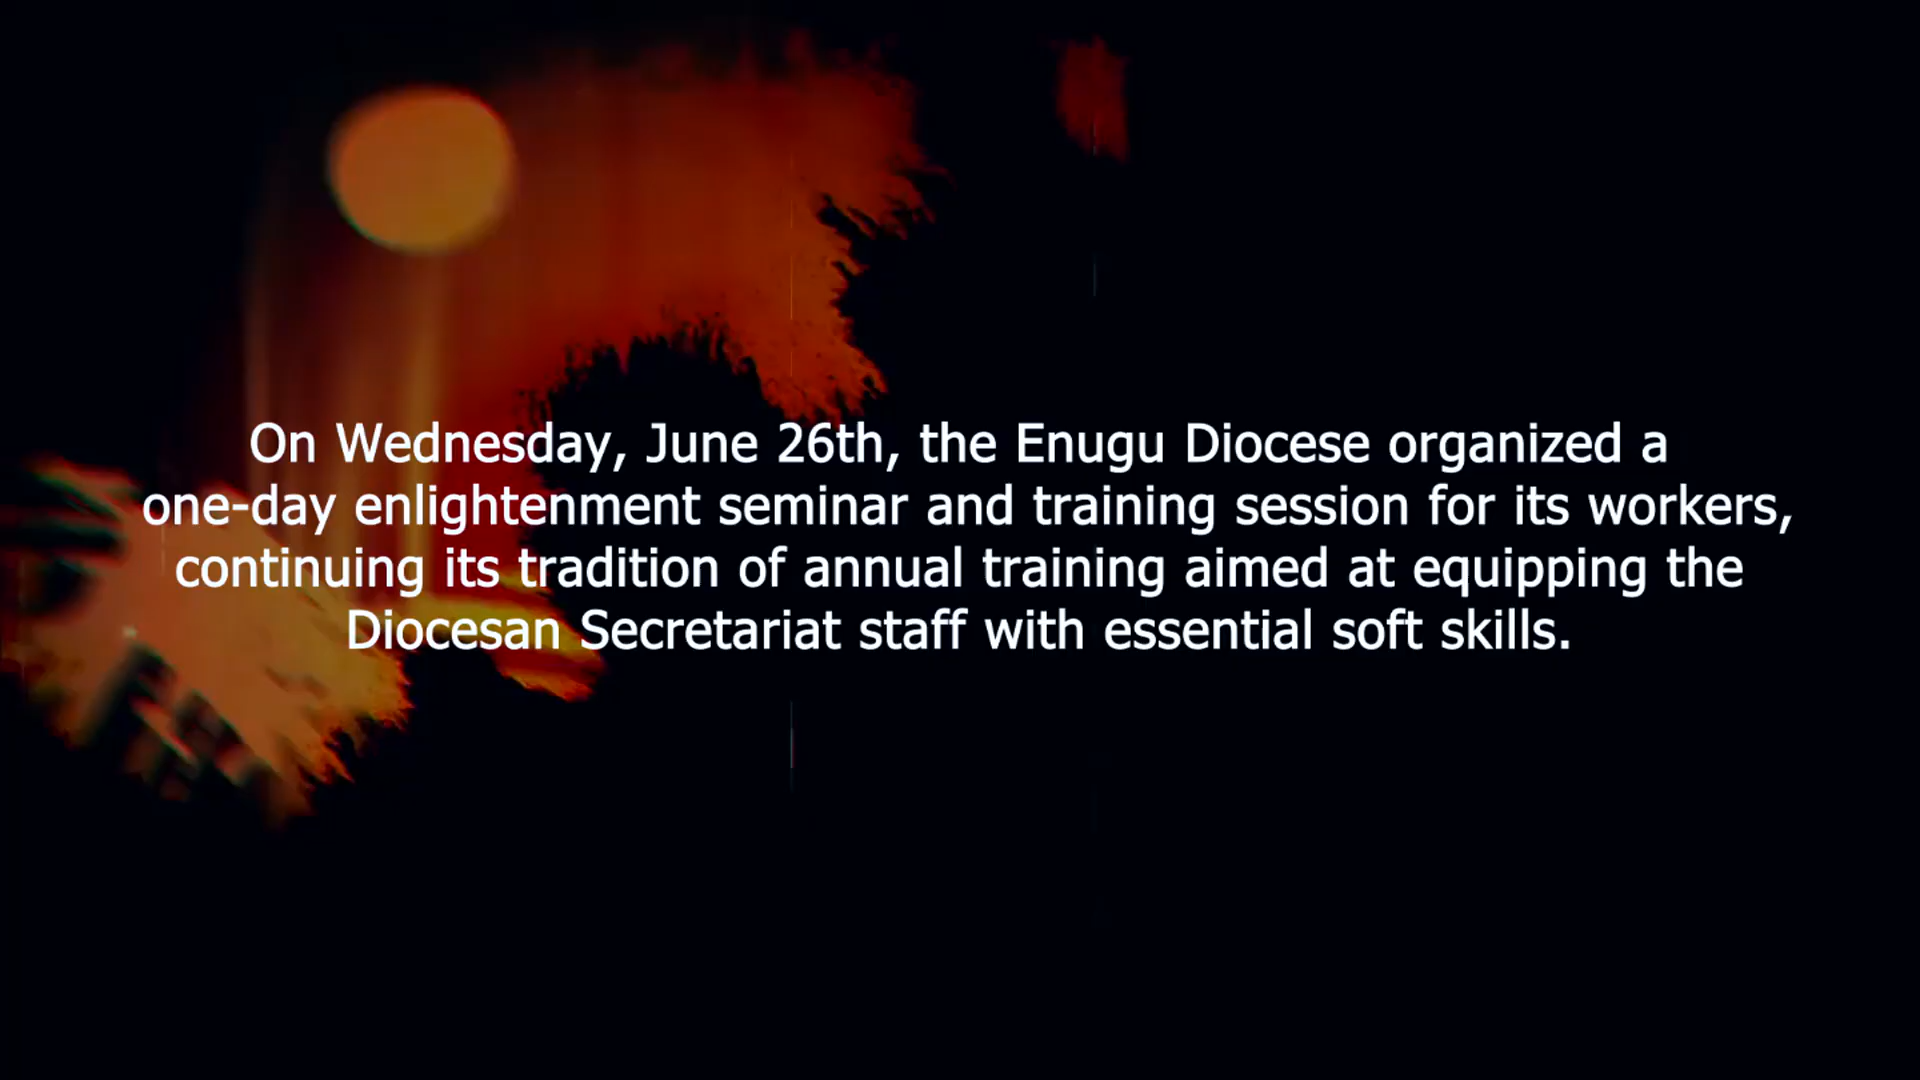 On Wednesday, June 26th, the Enugu Diocese organized a
one-day enlightenment seminar and training session for its workers,
continuing its tradition of annual training aimed at equipping the
Diocesan Secretariat staff with essential soft skills.